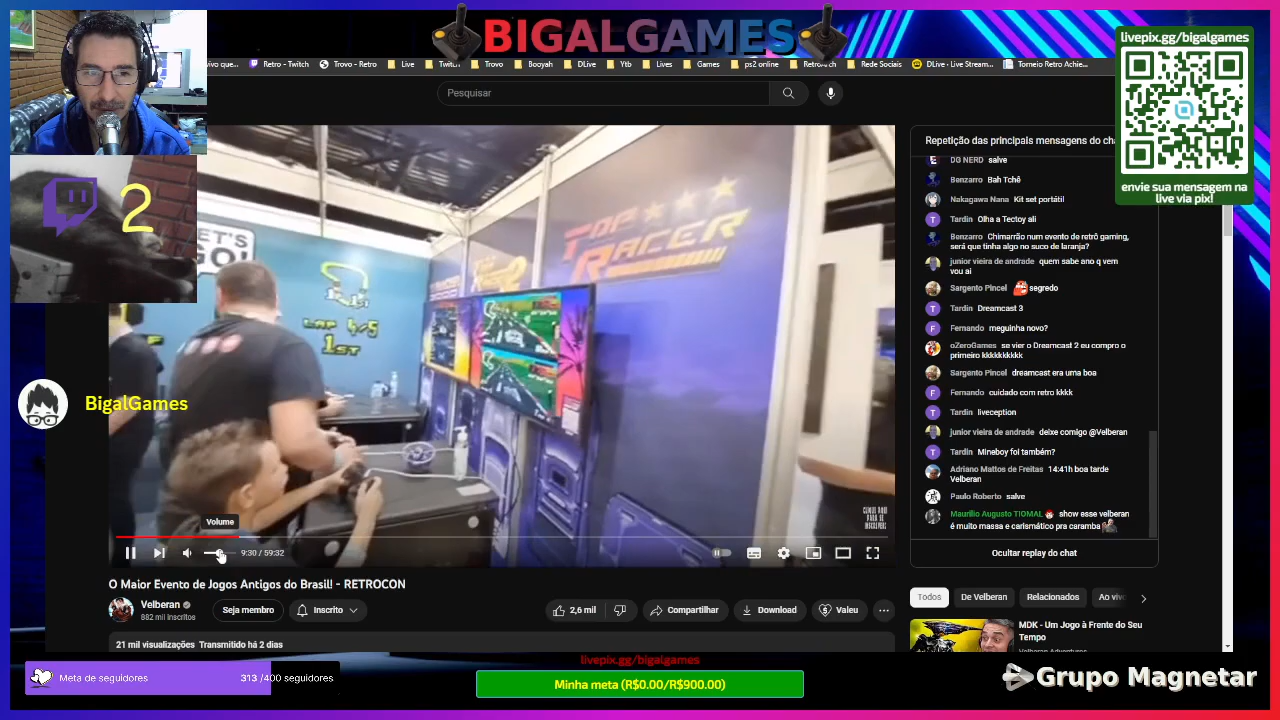 BIGALGAMES
livepix.gg/bigalgames
envie sua mensagem na
live via pix!
ivo que...
Retro - Twitch
Trovo - Retro
Live
Twitch
Trovo
Booyah
DLive
Ytb
Lives
Games
ps2 online
Retro
Rede Sociais
DLive · Live Stream...
Torneio Retro Achie...
Pesquisar
2
LET'S
GO!
LAP 4/5
1ST
TOP
RACER
BigalGames
Repetição das principais mensagens do cha
DG NERD salve
Benzarro Bah Tchê
Nakagawa Nana Kit set portátil
Tardin Olha a Tectoy ali
Benzarro Chimarrão num evento de retrô gaming,
será que tinha algo no suco de laranja?
junior vieira de andrade quem sabe ano q vem
vou ai
Sargento Pincel segredo
Tardin Dreamcast 3
Fernando meguinha novo?
oZeroGames se vier o Dreamcast 2 eu compro o
primeiro kkkkkkkkkk
Sargento Pincel dreamcast era uma boa
Fernando cuidado com retro kkkk
Tardin liveception
junior vieira de andrade deixe comigo @Velberan
Tardin Mineboy foi também?
Adriano Mattos de Freitas 14:41h boa tarde
Velberan
Paulo Roberto salve
Maurilio Augusto TIOMAL show esse velberan
é muito massa e carismático pra caramba
Ocultar replay do chat
Volume
9:30 / 59:32
O Maior Evento de Jogos Antigos do Brasil! - RETROCON
Velberan
882 mil inscritos
Seja membro
Inscrito
2,6 mil
Compartilhar
Download
Valeu
21 mil visualizações Transmitido há 2 dias
Todos
De Velberan
Relacionados
Ao vivo
MDK - Um Jogo à Frente do Seu
Tempo
Velberan Adventures
Meta de seguidores
313 /400 seguidores
livepix.gg/bigalgames
Minha meta (R$0.00/R$900.00)
Grupo Magnetar